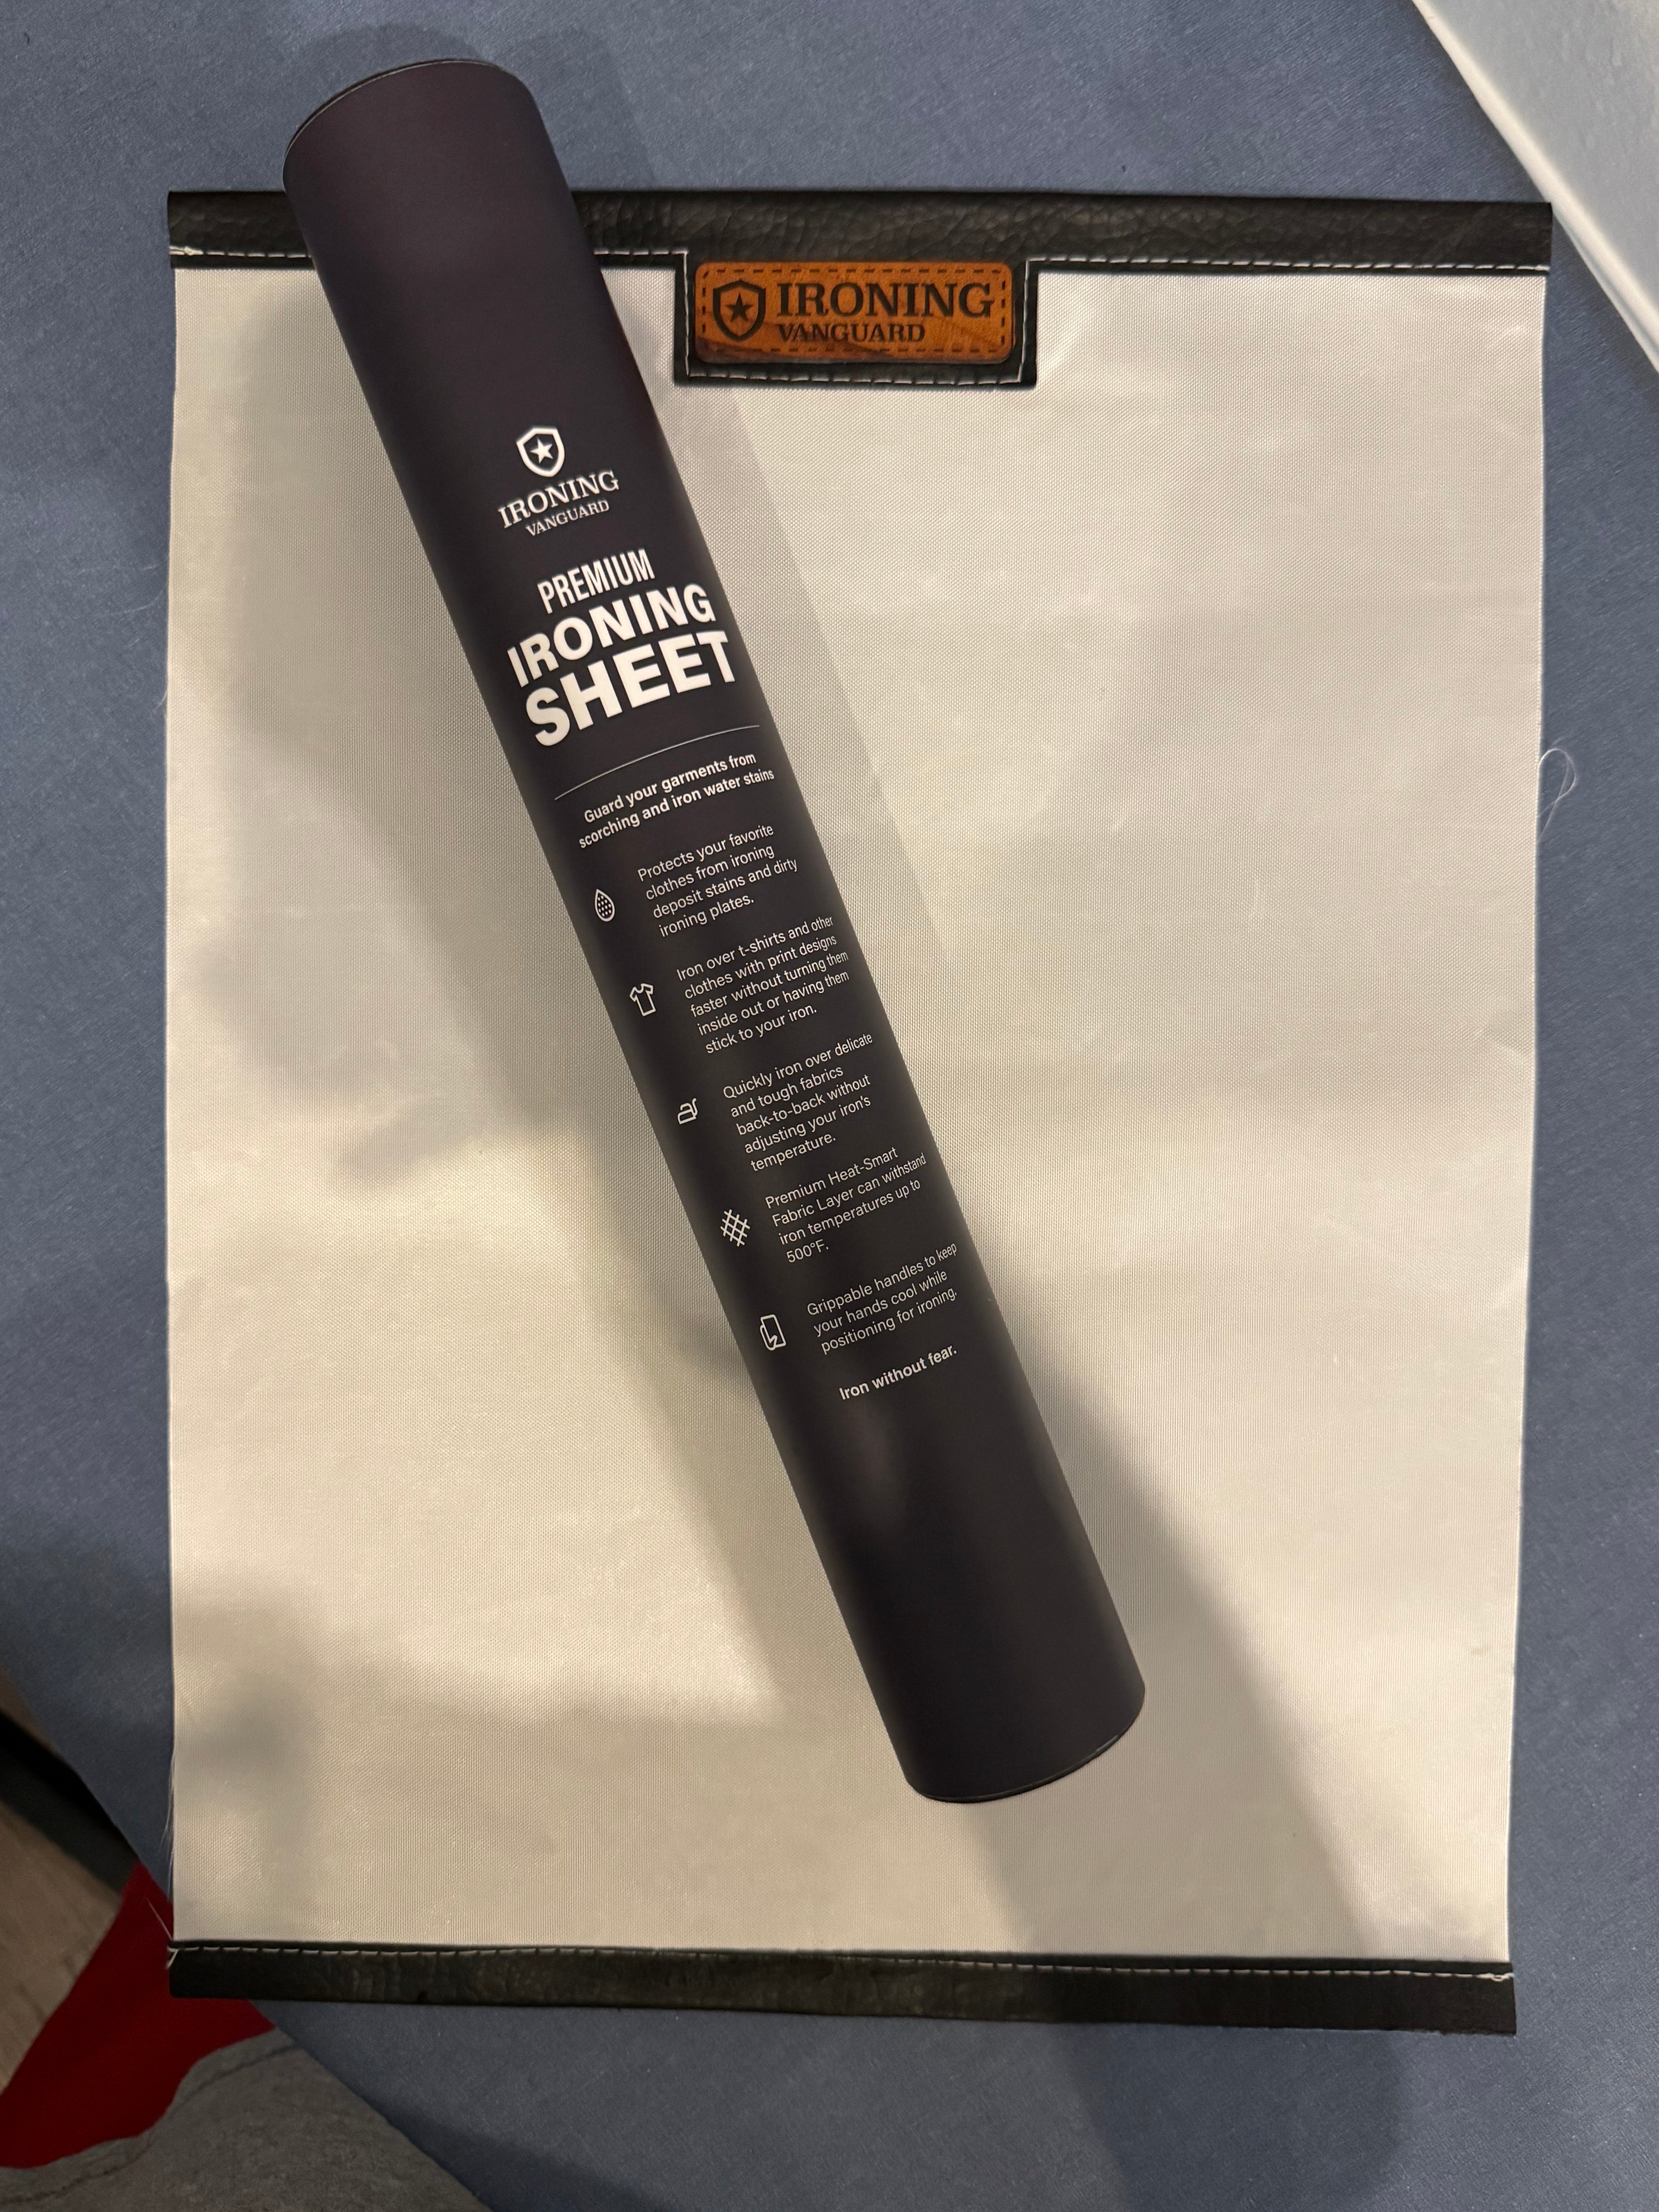 IRONING
VANGUARD
IRONING
VANGUARD
PREMIUM
IRONING
SHEET
Guard your garments from
scorching and iron water stains
Protects your favorite
clothes from ironing
deposit stains and dirty
ironing plates.
Iron over t-shirts and other
clothes with print designs
faster without turning them
inside out or having them
stick to your iron.
Quickly iron over delicate
and tough fabrics
back-to-back without
adjusting your iron's
temperature.
Premium Heat-Smart
Fabric Layer can withstand
iron temperatures up to
500°F.
Grippable handles to keep
your hands cool while
positioning for ironing.
Iron without fear.